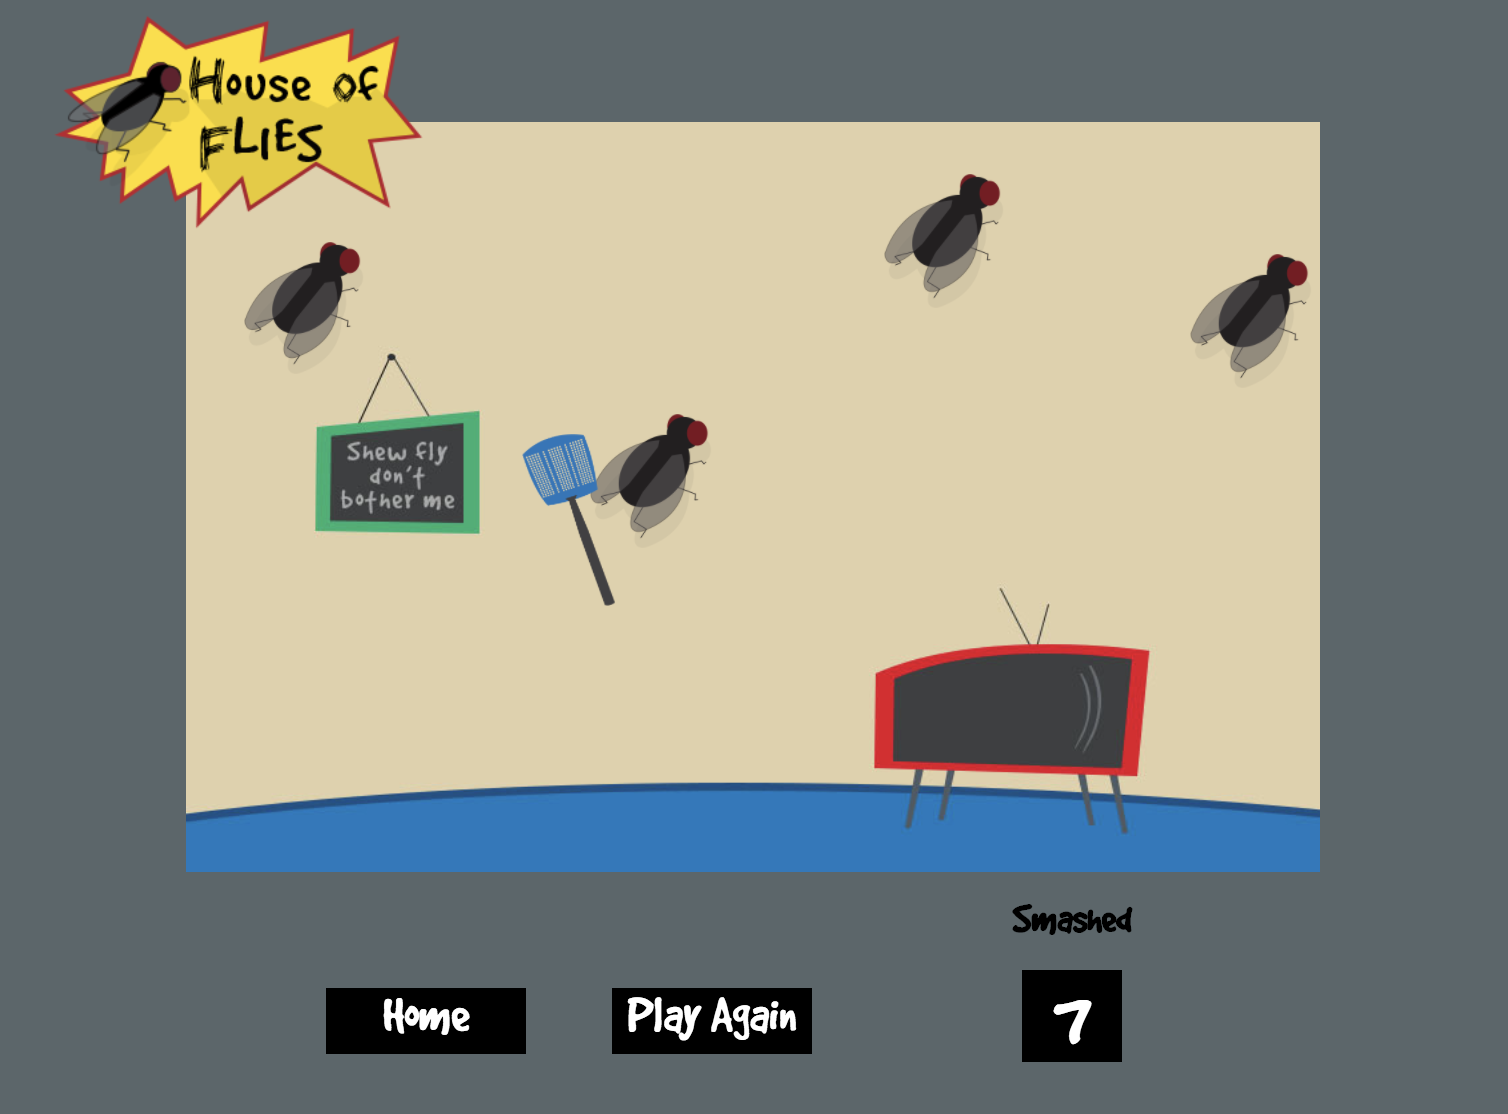 House of
FLIES
Shew fly
don't
bother me
Smashed
Home
Play Again
7